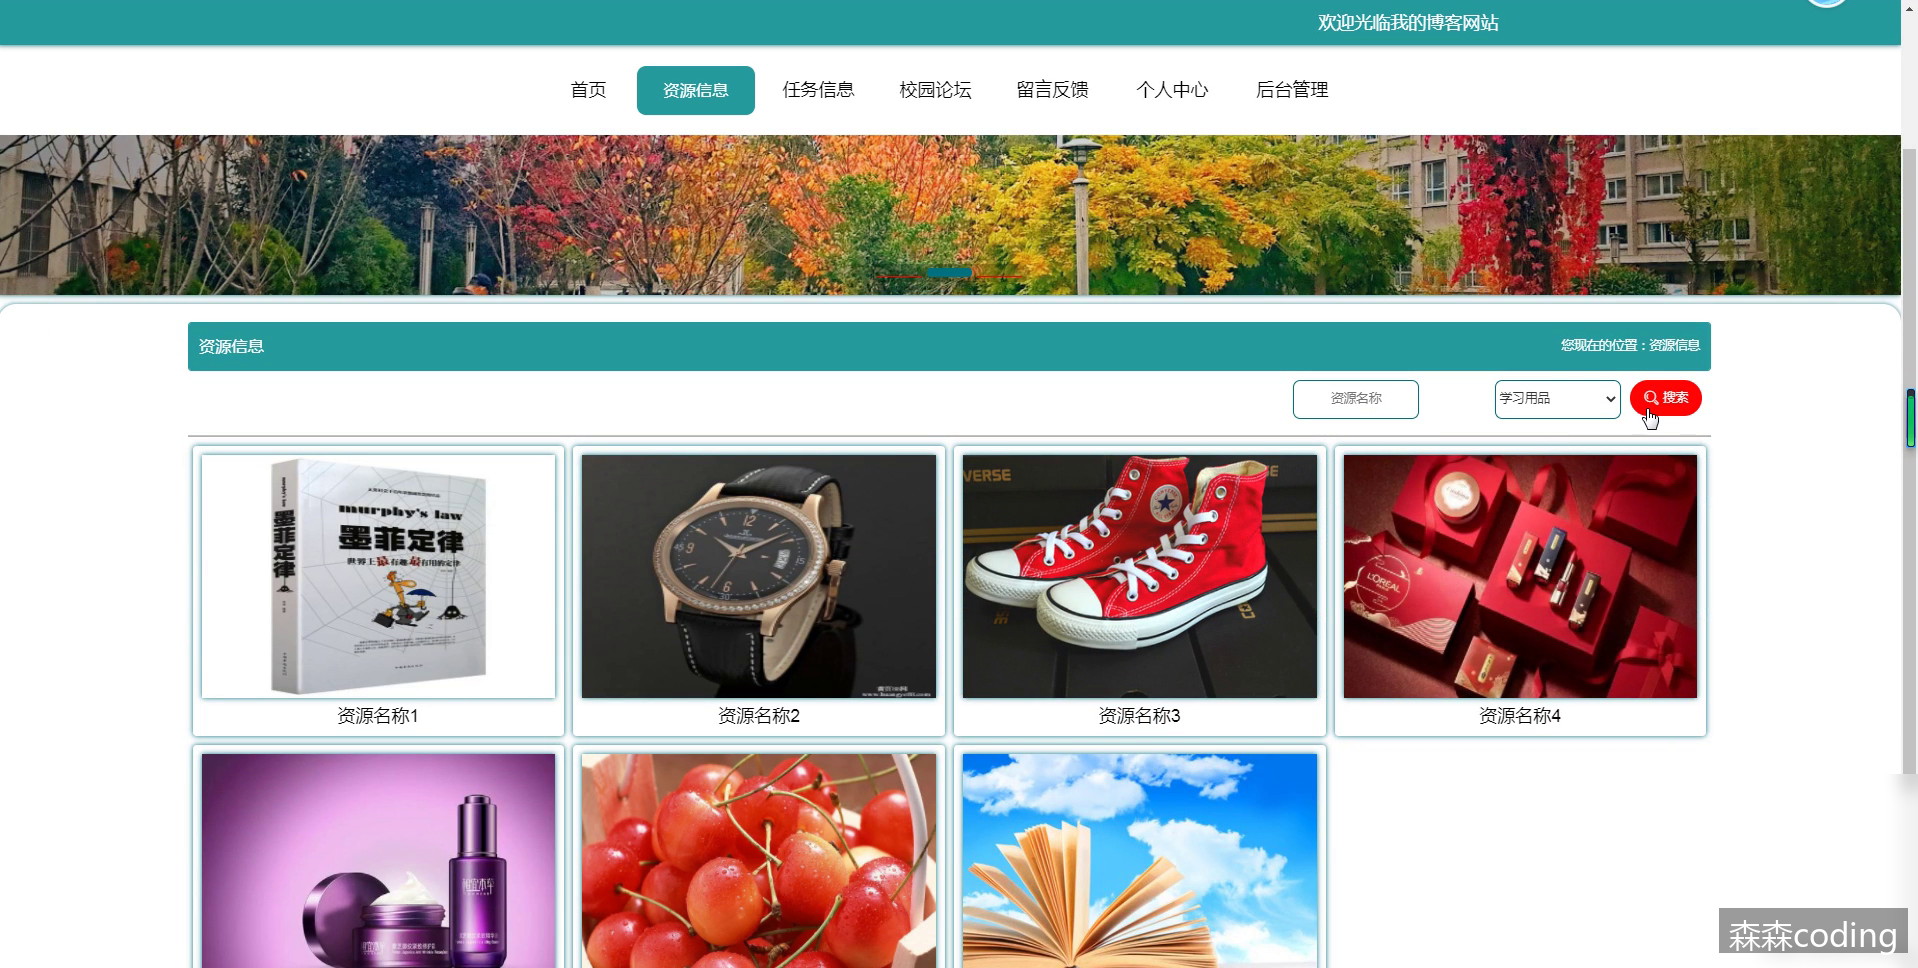 欢迎光临我的博客网站
首页 资源信息 任务信息 校园论坛 留言反馈 个人中心 后台管理
资源信息
您现在的位置：资源信息
资源名称
学习用品
搜索
murphy's law
墨菲定律
墨菲定律
VERSE
L'ORÉAL
资源名称1
资源名称2
资源名称3
资源名称4
森森coding